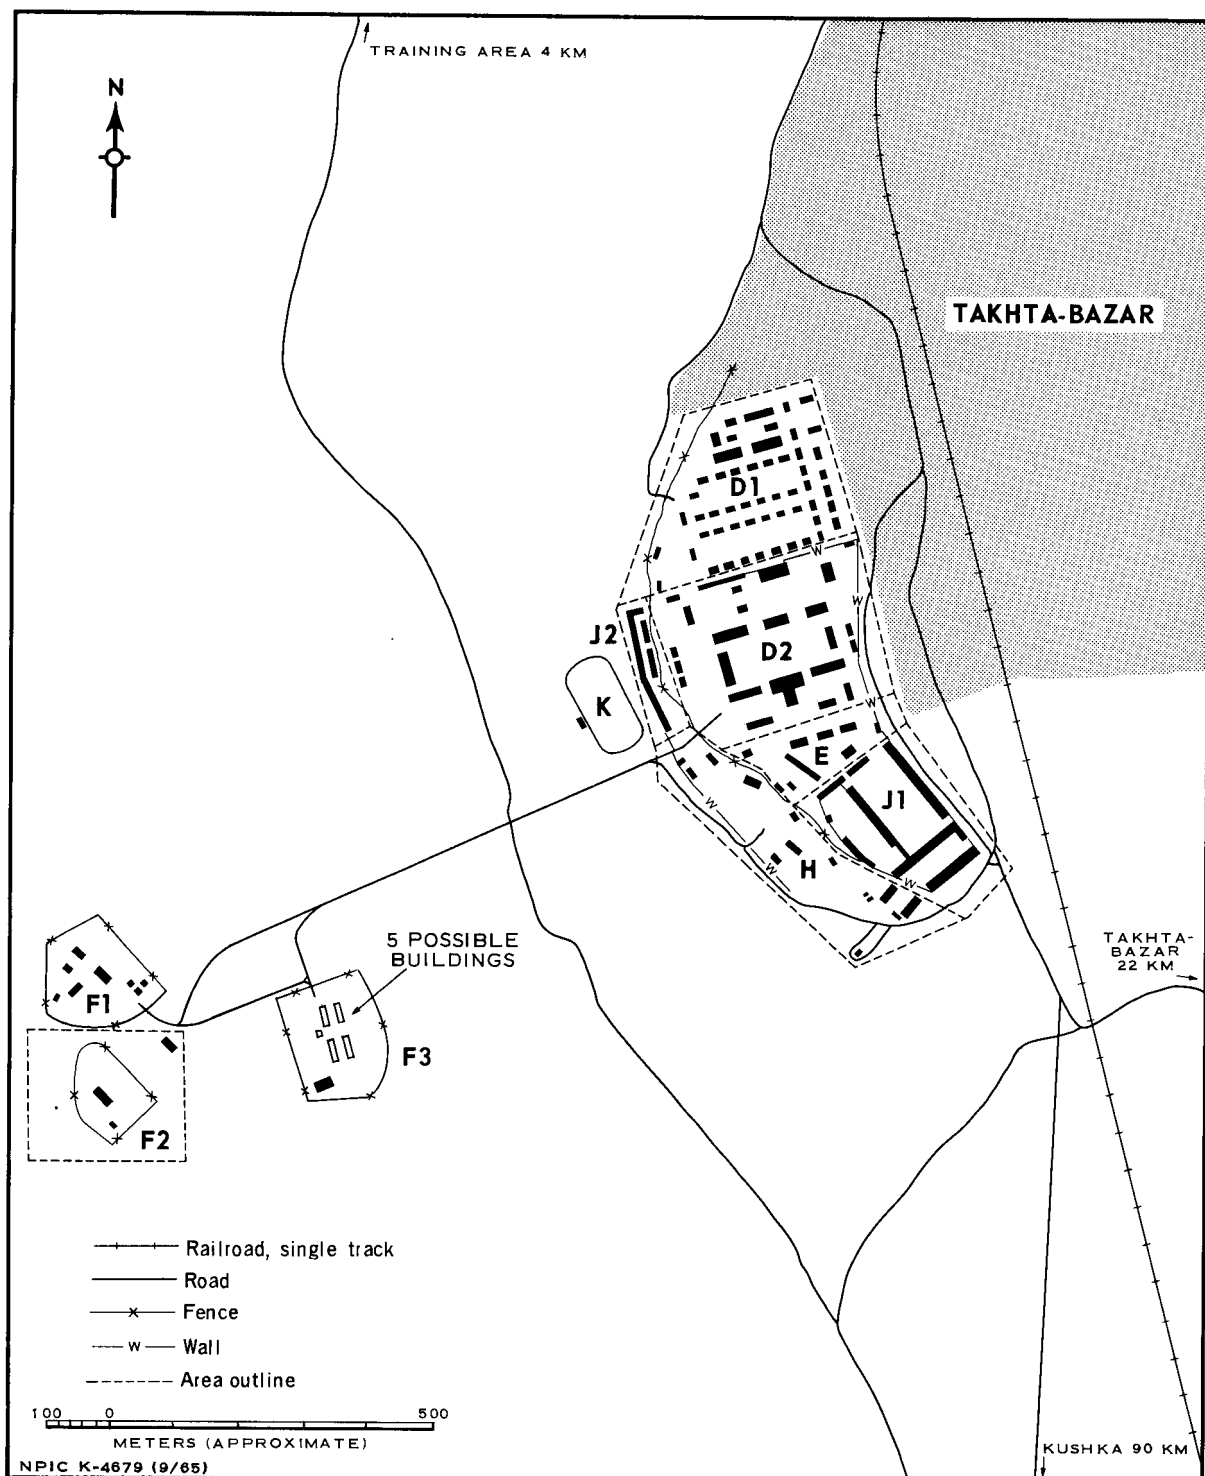 TRAINING AREA 4 KM
N
TAKHTA-BAZAR
D1
W
W
J2
D2
K
W
E
J1
W
H
W
W
5 POSSIBLE
BUILDINGS
TAKHTA-
BAZAR
22 KM
F1
F3
F2
Railroad, single track
Road
Fence
W Wall
Area outline
100 0 500
METERS (APPROXIMATE)
KUSHKA 90 KM
NPIC K-4679 (9/65)